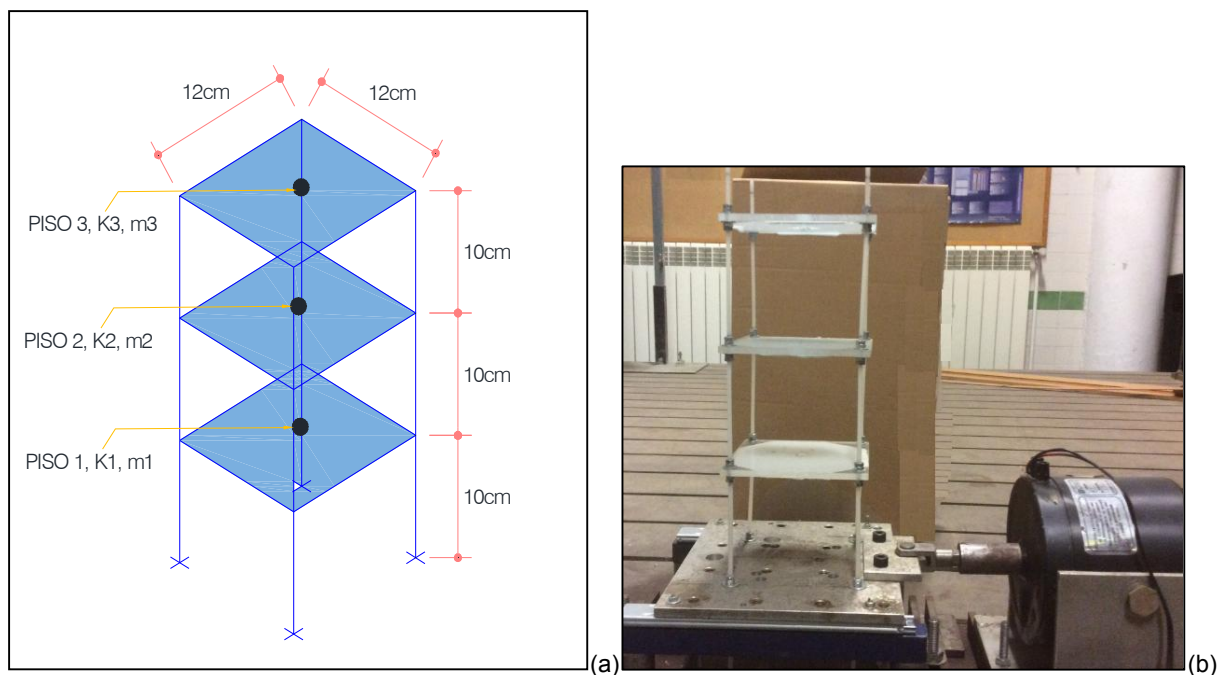 12cm
12cm
PISO 3, K3, m3
10cm
PISO 2, K2, m2
10cm
PISO 1, K1, m1
10cm
(a)
(b)